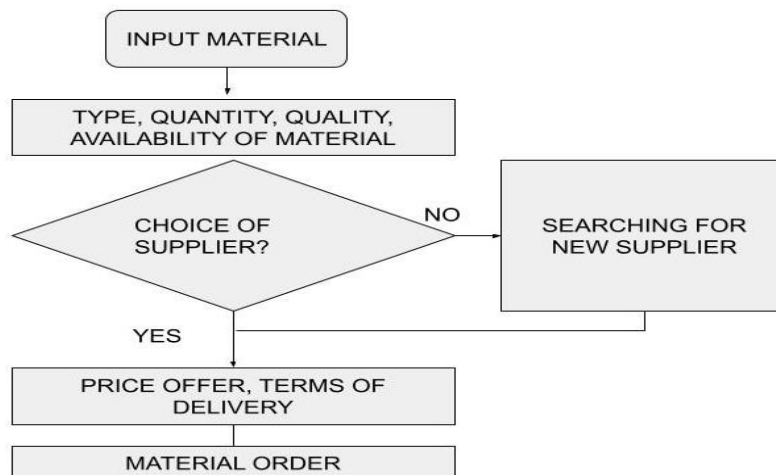 INPUT MATERIAL
TYPE, QUANTITY, QUALITY,
AVAILABILITY OF MATERIAL
CHOICE OF
SUPPLIER?
NO
SEARCHING FOR
NEW SUPPLIER
YES
PRICE OFFER, TERMS OF
DELIVERY
MATERIAL ORDER